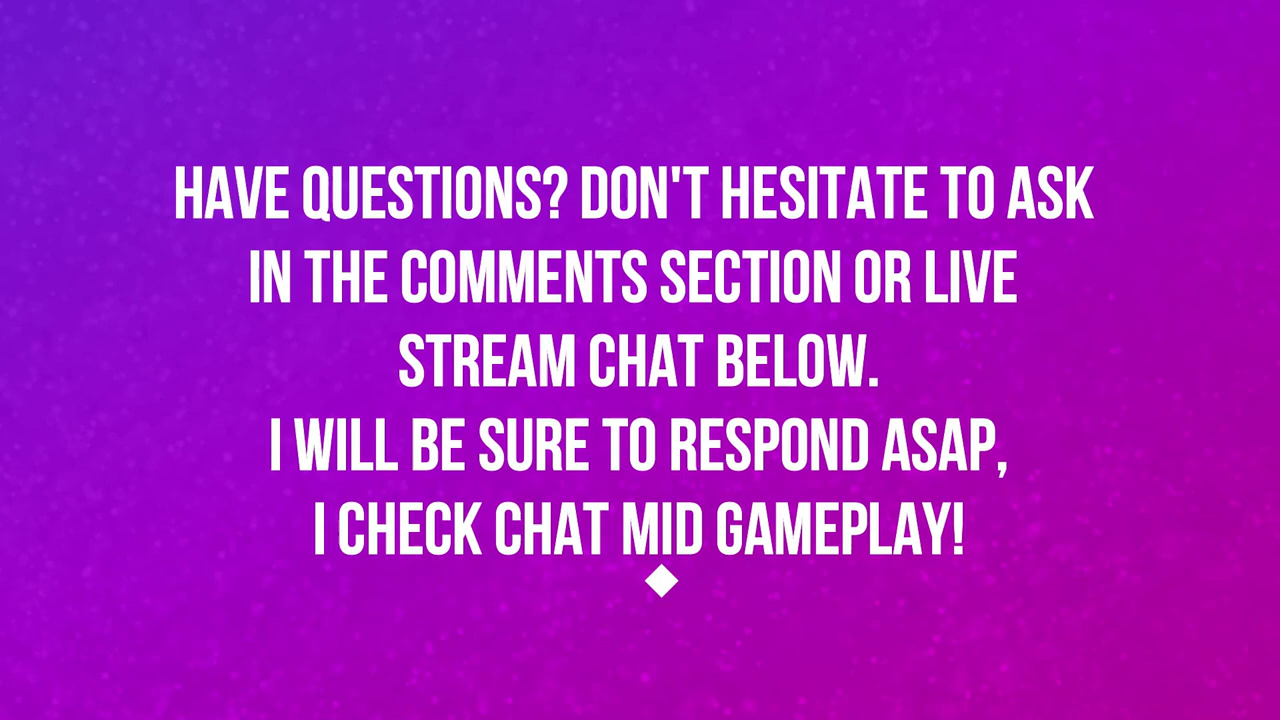 HAVE QUESTIONS? DON'T HESITATE TO ASK
IN THE COMMENTS SECTION OR LIVE
STREAM CHAT BELOW.
I WILL BE SURE TO RESPOND ASAP,
I CHECK CHAT MID GAMEPLAY!